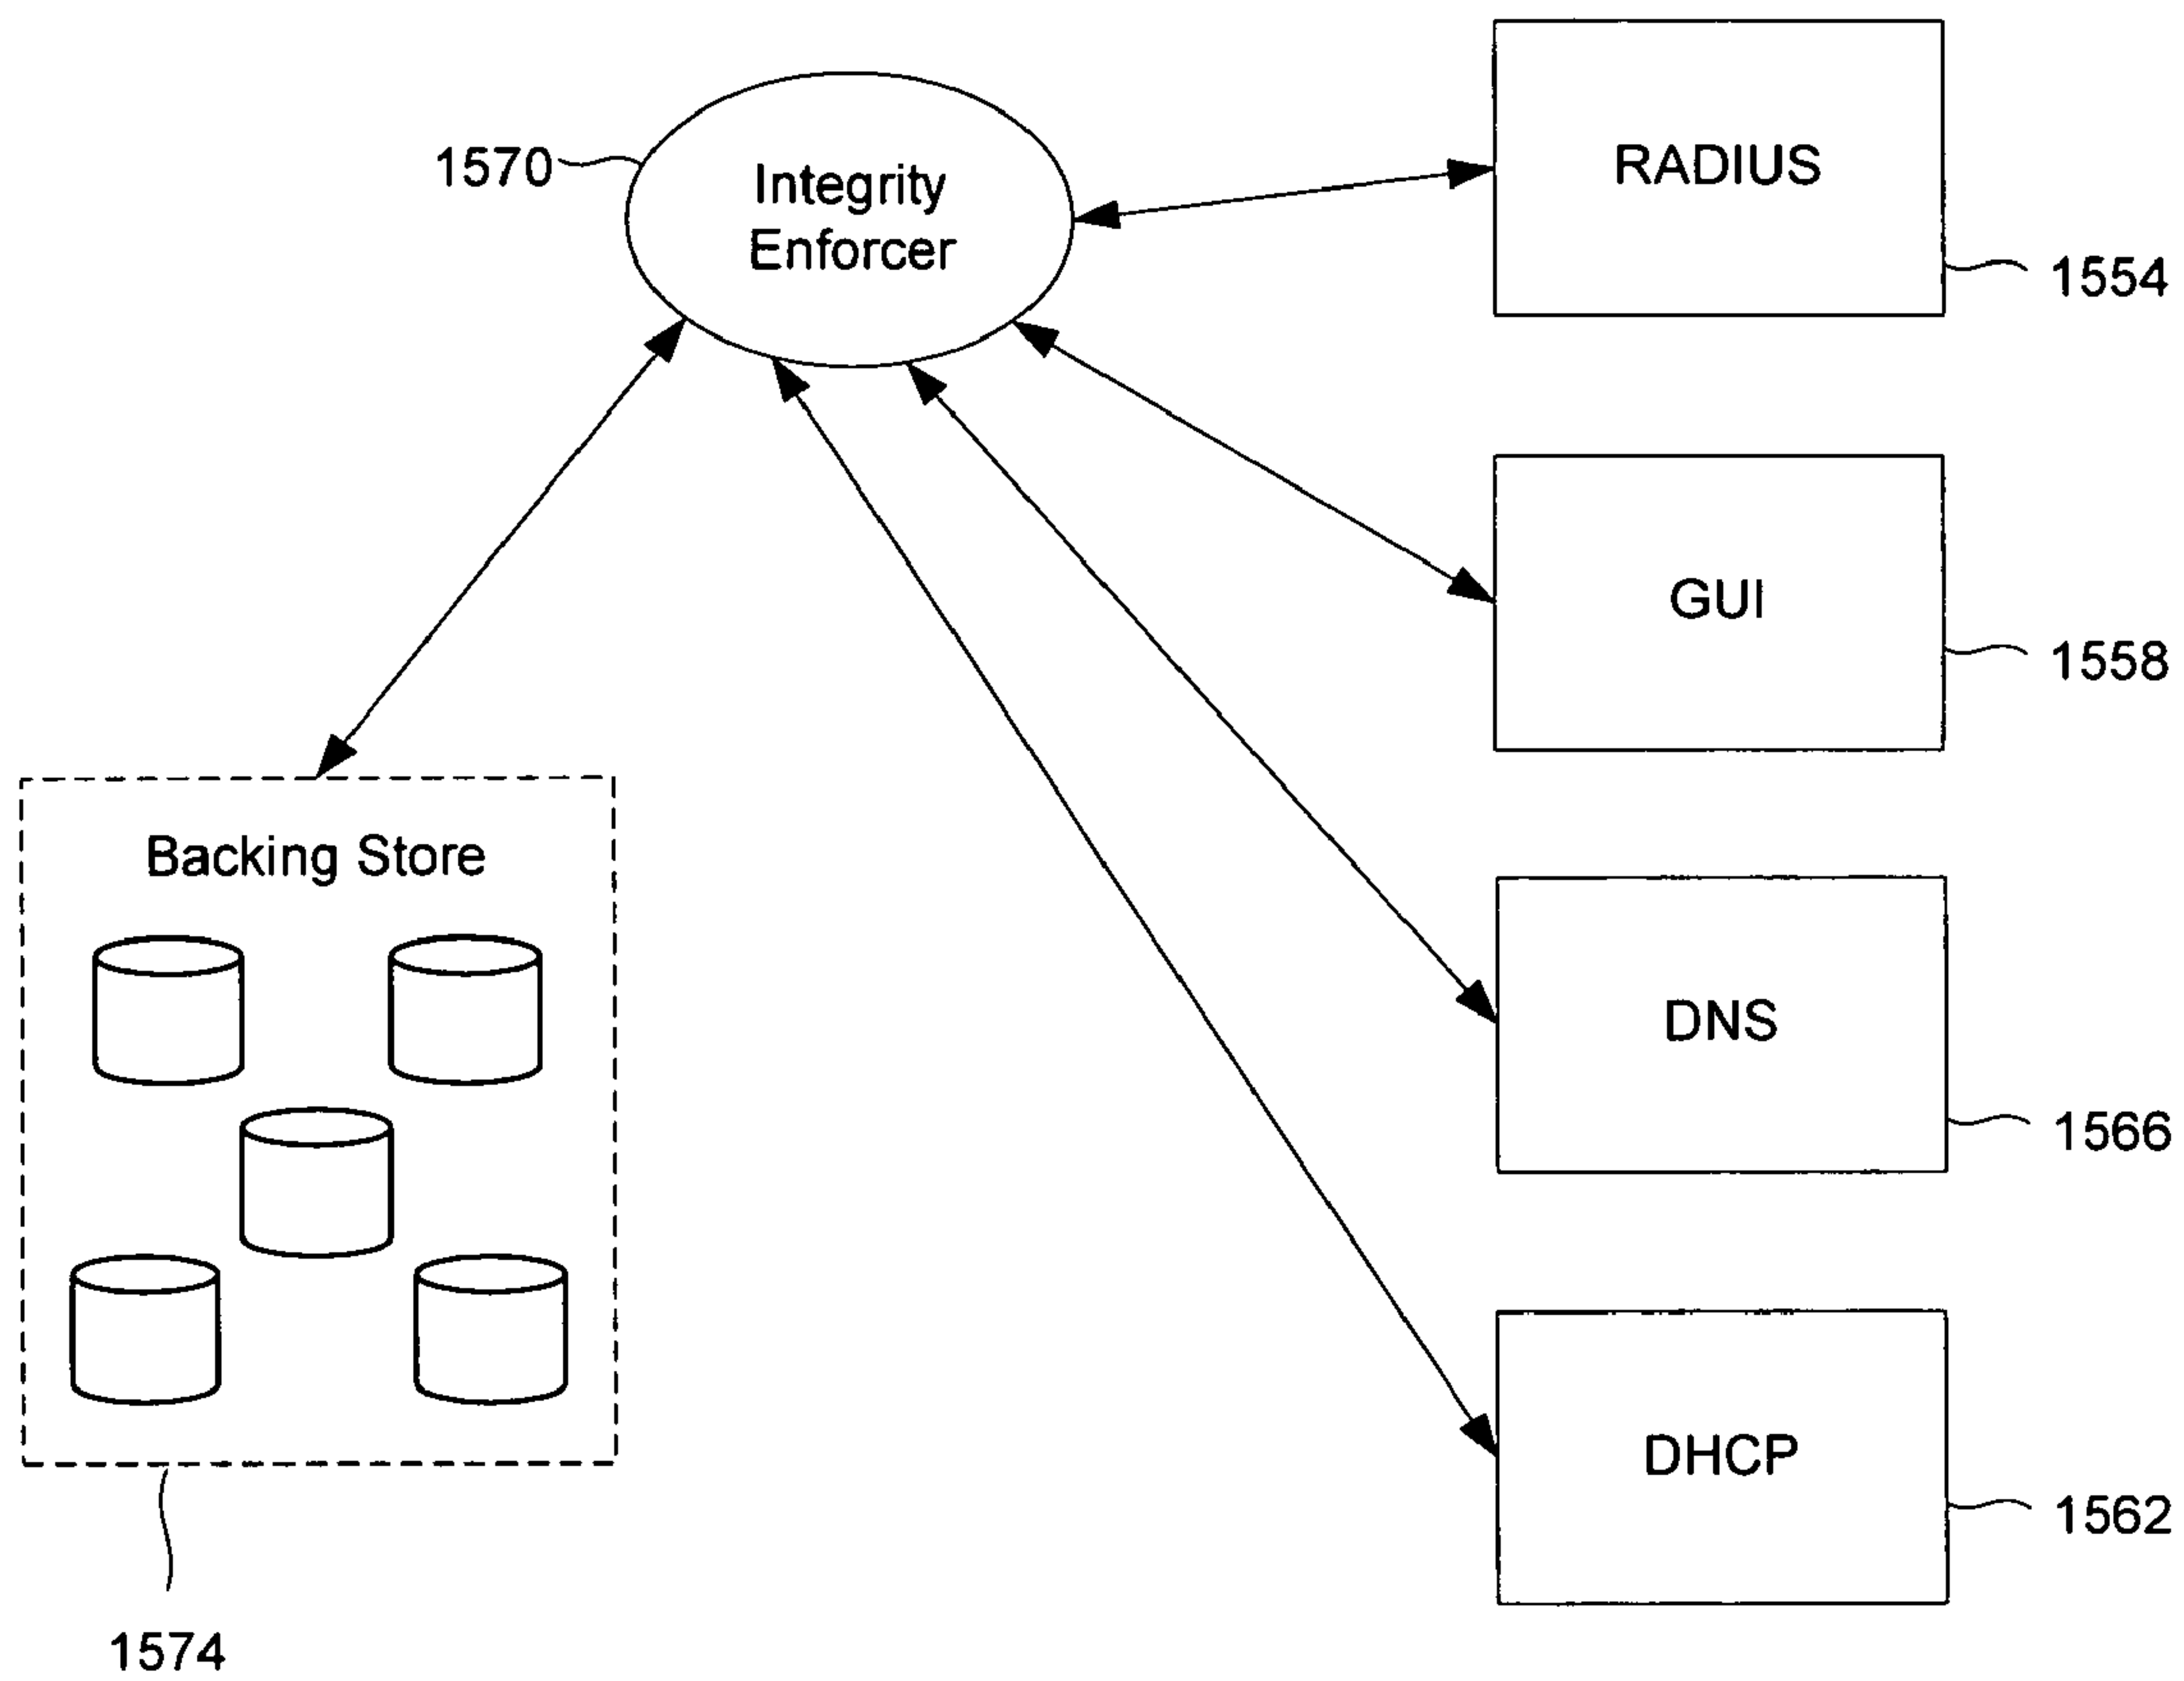 1570
Integrity
Enforcer
RADIUS
1554
GUI
1558
Backing Store
DNS
1566
DHCP
1562
1574